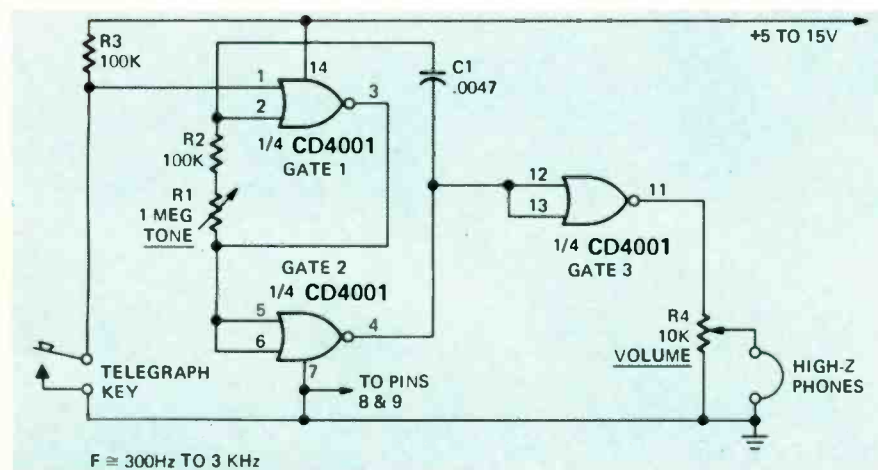 +5 TO 15V
R3
100K
14
C1
.0047
1
3
2
R2
100K
1/4 CD4001
GATE 1
12
11
13
R1
1 MEG
TONE
1/4 CD4001
GATE 3
GATE 2
1/4 CD4001
5
4
6
R4
10K
VOLUME
7
TELEGRAPH
KEY
TO PINS
8 & 9
HIGH-Z
PHONES
F ≅ 300Hz TO 3 KHz